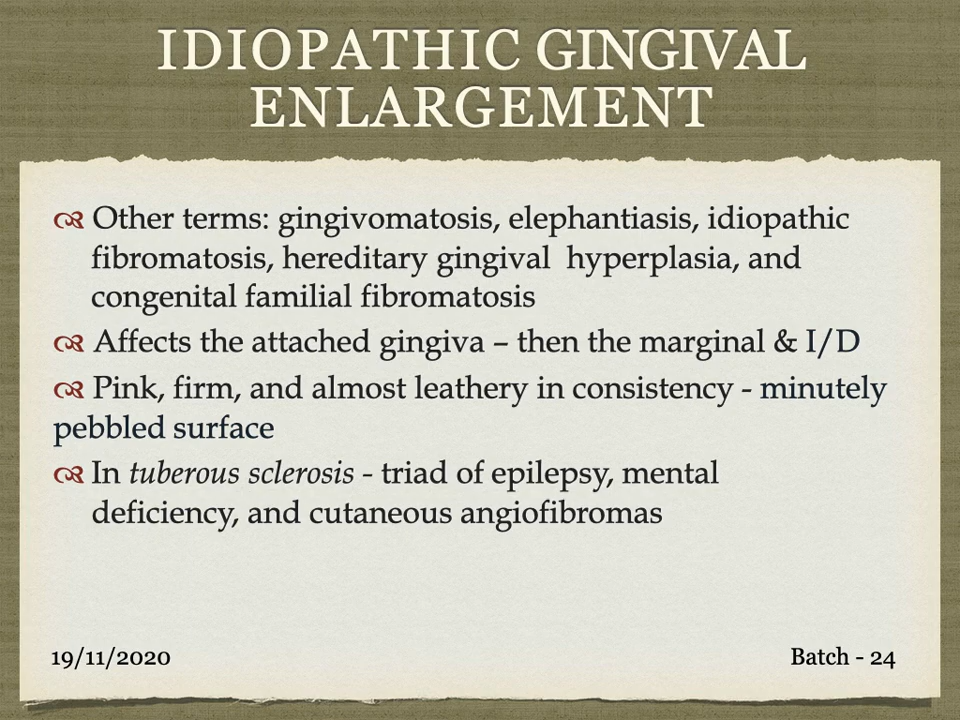 IDIOPATHIC GINGIVAL
ENLARGEMENT
Other terms: gingivomatosis, elephantiasis, idiopathic
fibromatosis, hereditary gingival  hyperplasia, and
congenital familial fibromatosis
Affects the attached gingiva – then the marginal & I/D
Pink, firm, and almost leathery in consistency - minutely
pebbled surface
In tuberous sclerosis - triad of epilepsy, mental
deficiency, and cutaneous angiofibromas
19/11/2020
Batch - 24